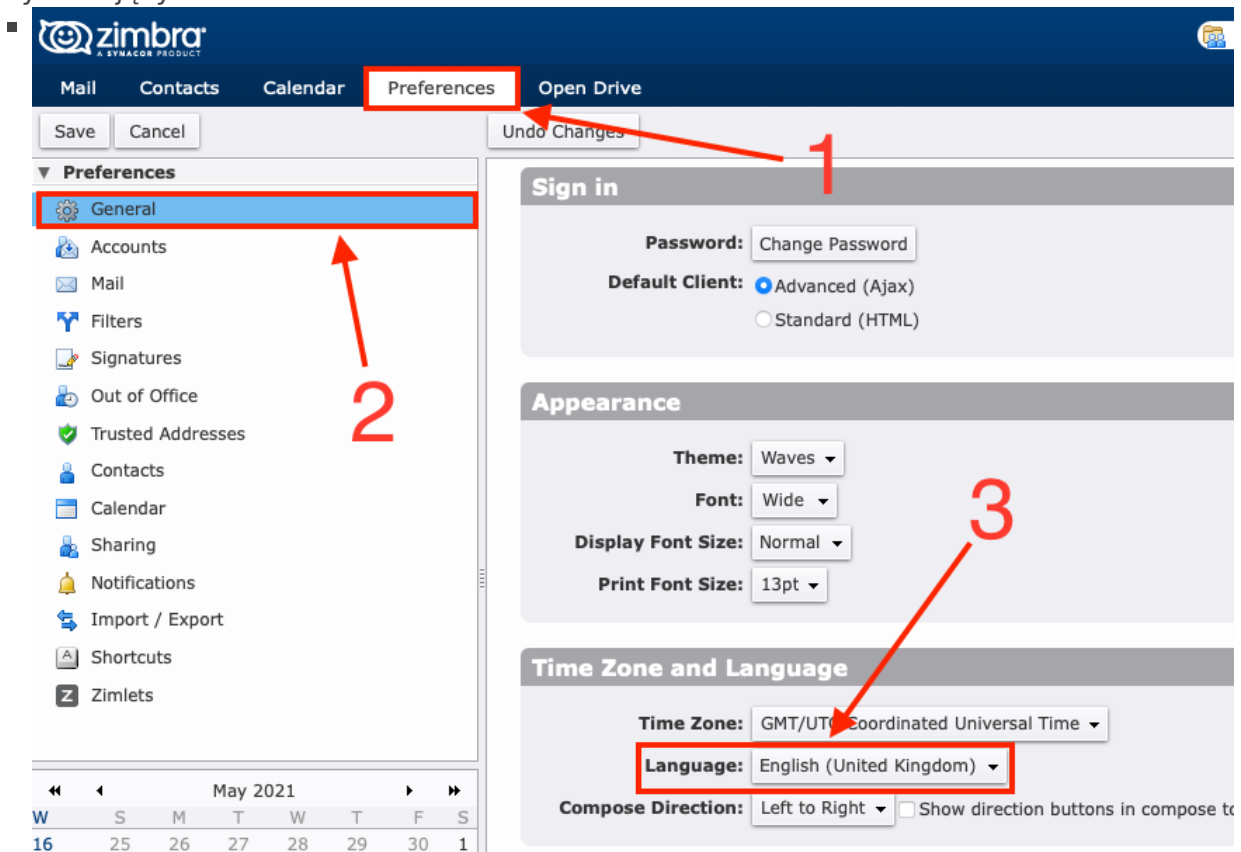 zimbra
A SYNACOR PRODUCT
Mail Contacts Calendar Preferences Open Drive
Save Cancel Undo Changes
1
Preferences
General
Accounts
Mail
Filters
Signatures
Out of Office
Trusted Addresses
Contacts
Calendar
Sharing
Notifications
Import / Export
A Shortcuts
Z Zimlets
2
Sign in
Password: Change Password
Default Client: Advanced (Ajax)
Standard (HTML)
Appearance
Theme: Waves
Font: Wide
Display Font Size: Normal
Print Font Size: 13pt
3
Time Zone and Language
Time Zone: GMT/UTC Coordinated Universal Time
Language: English (United Kingdom)
Compose Direction: Left to Right Show direction buttons in compose to
May 2021
W S M T W T F S
16 25 26 27 28 29 30 1